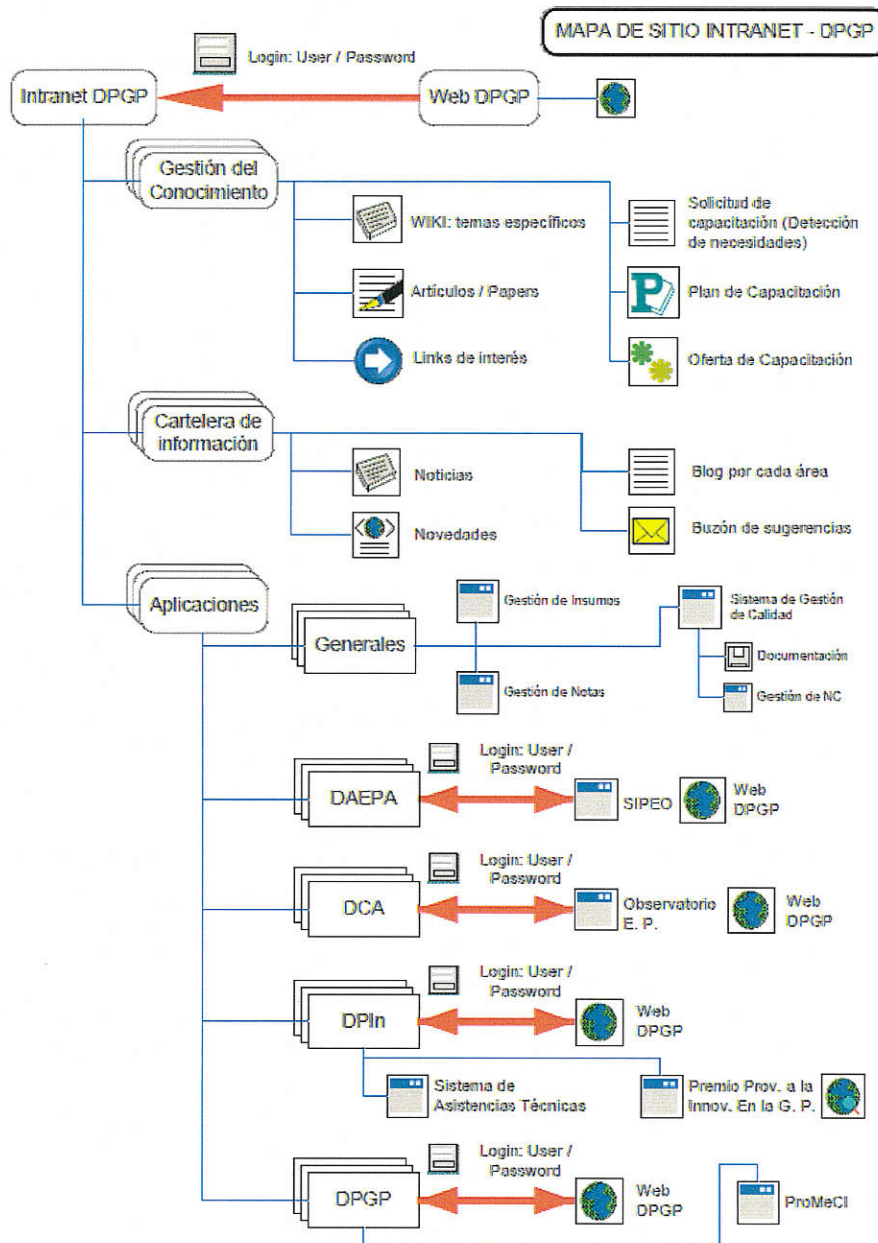 MAPA DE SITIO INTRANET - DPGP
Login: User / Password
Intranet DPGP
Web DPGP
Gestión del
Conocimiento
WIKI: temas específicos
Solicitud de
capacitación (Detección
de necesidades)
Artículos / Papers
Plan de Capacitación
Links de interés
Oferta de Capacitación
Cartelera de
información
Noticias
Blog por cada área
Novedades
Buzón de sugerencias
Aplicaciones
Generales
Gestión de Insumos
Sistema de Gestión
de Calidad
Documentación
Gestión de Notas
Gestión de NC
Login: User /
Password
DAEPA
SIPEO
Web
DPGP
Login: User /
Password
DCA
Observatorio
E. P.
Web
DPGP
Login: User /
Password
DPIn
Web
DPGP
Sistema de
Asistencias Técnicas
Premio Prov. a la
Innov. En la G. P.
Login: User /
Password
DPGP
Web
DPGP
ProMeCI